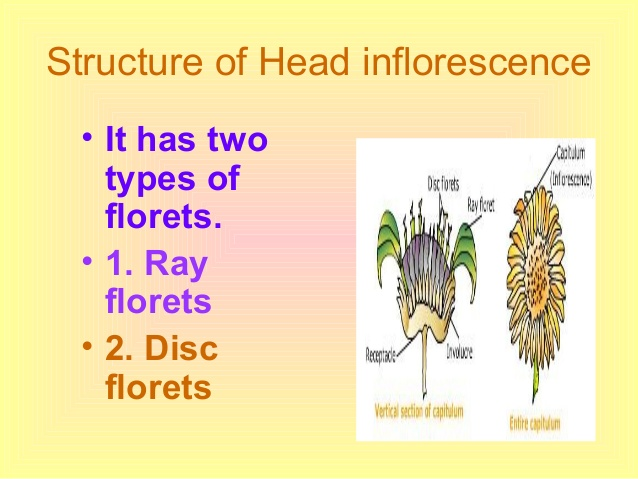 Structure of Head inflorescence
• It has two
types of
florets.
• 1. Ray
florets
• 2. Disc
florets
Capitulum
(Inflorescence)
Disc florets
Ray floret
Receptacle
Involucre
Vertical section of capitulum
Entire capitulum